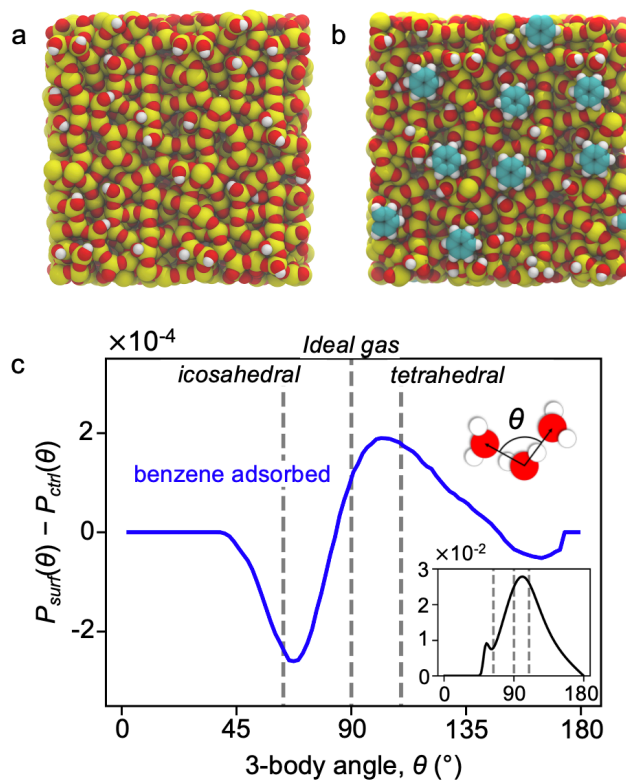 a
b
c
×10⁻⁴
Ideal gas
icosahedral
tetrahedral
θ
benzene adsorbed
P_surf(θ) − P_ctrl(θ)
2
0
-2
×10⁻²
3
2
1
0
0 90 180
0 45 90 135 180
3-body angle, θ (°)